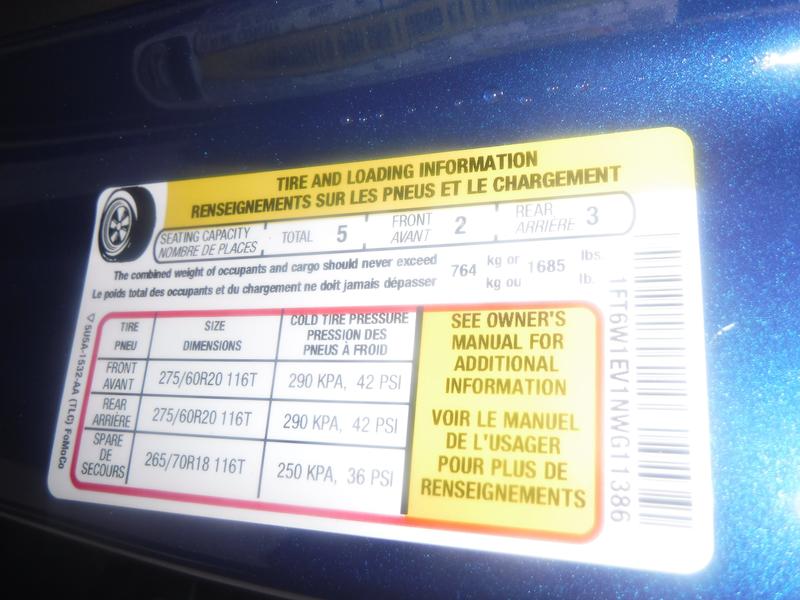 TIRE AND LOADING INFORMATION
RENSEIGNEMENTS SUR LES PNEUS ET LE CHARGEMENT
SEATING CAPACITY
NOMBRE DE PLACES
TOTAL 5
FRONT
AVANT
2
REAR
ARRIÈRE
3
The combined weight of occupants and cargo should never exceed
Le poids total des occupants et du chargement ne doit jamais dépasser
764
kg or
kg ou
1685
lbs.
lb.
TIRE
PNEU
SIZE
DIMENSIONS
COLD TIRE PRESSURE
PRESSION DES
PNEUS À FROID
FRONT
AVANT
275/60R20 116T
290 KPA, 42 PSI
REAR
ARRIÈRE
275/60R20 116T
290 KPA, 42 PSI
SPARE
DE
SECOURS
265/70R18 116T
250 KPA, 36 PSI
SEE OWNER'S
MANUAL FOR
ADDITIONAL
INFORMATION
VOIR LE MANUEL
DE L'USAGER
POUR PLUS DE
RENSEIGNEMENTS
5USA-1532-AA (TLC) FoMoCo
1FT6W1EV1NWG11386